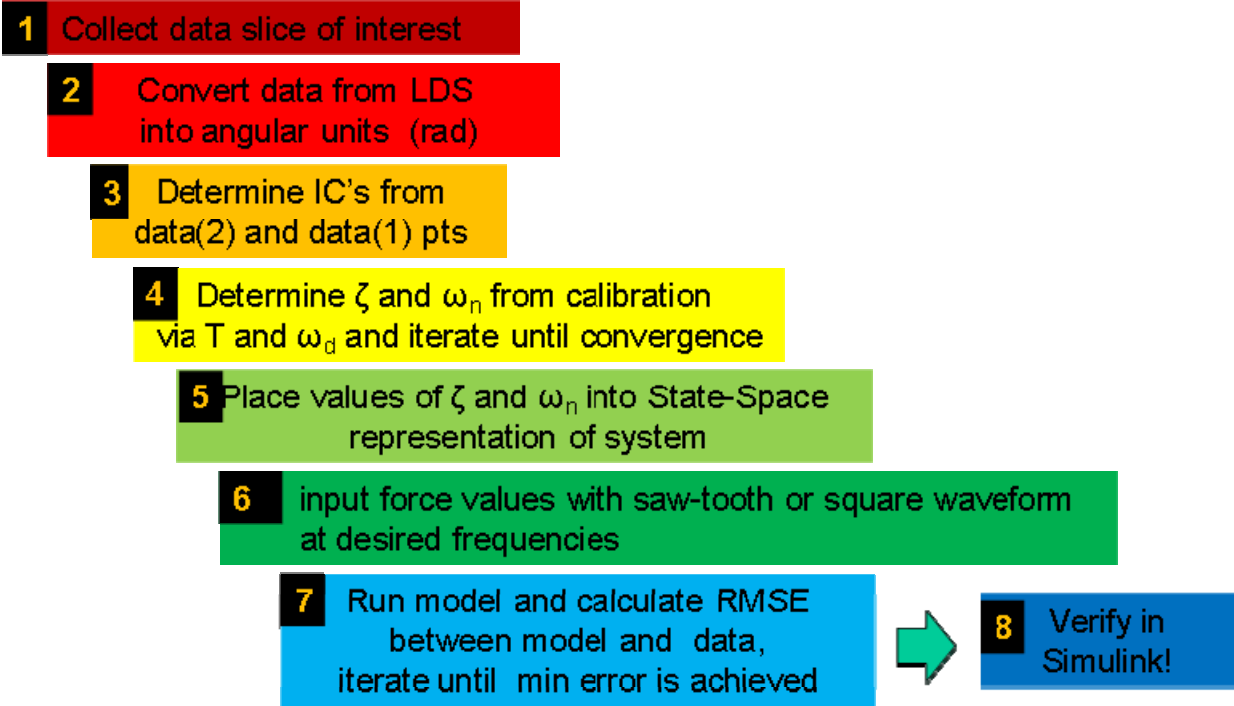 1 Collect data slice of interest
2 Convert data from LDS
into angular units (rad)
3 Determine IC's from
data(2) and data(1) pts
4 Determine ζ and ωn from calibration
via T and ωd and iterate until convergence
5 Place values of ζ and ωn into State-Space
representation of system
6 input force values with saw-tooth or square waveform
at desired frequencies
7 Run model and calculate RMSE
between model and data,
iterate until min error is achieved
8 Verify in
Simulink!